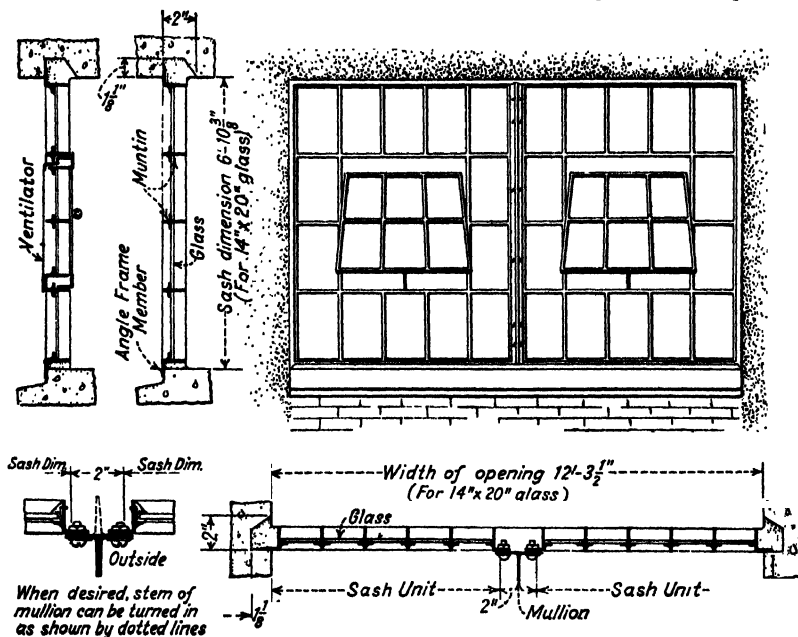 2"
1 1/8"
Ventilator
Muntin
Glass
Angle Frame
Member
Sash dimension 6'-10 3/8"
(For 14"x 20" glass)
Sash Dim.
2"
Sash Dim.
Outside
When desired, stem of
mullion can be turned in
as shown by dotted lines
Width of opening 12'-3 1/2"
(For 14"x 20" glass)
Glass
2"
Sash Unit
Sash Unit
2"
Mullion
1 1/8"